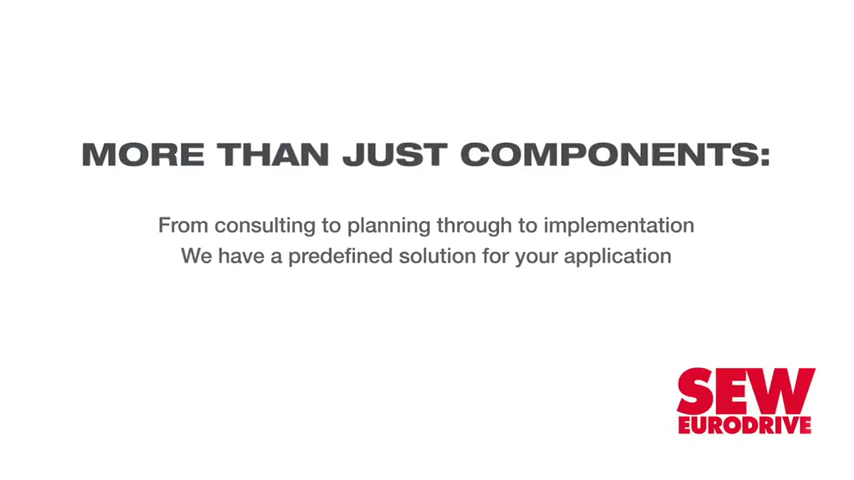 MORE THAN JUST COMPONENTS:
From consulting to planning through to implementation
We have a predefined solution for your application
SEW
EURODRIVE